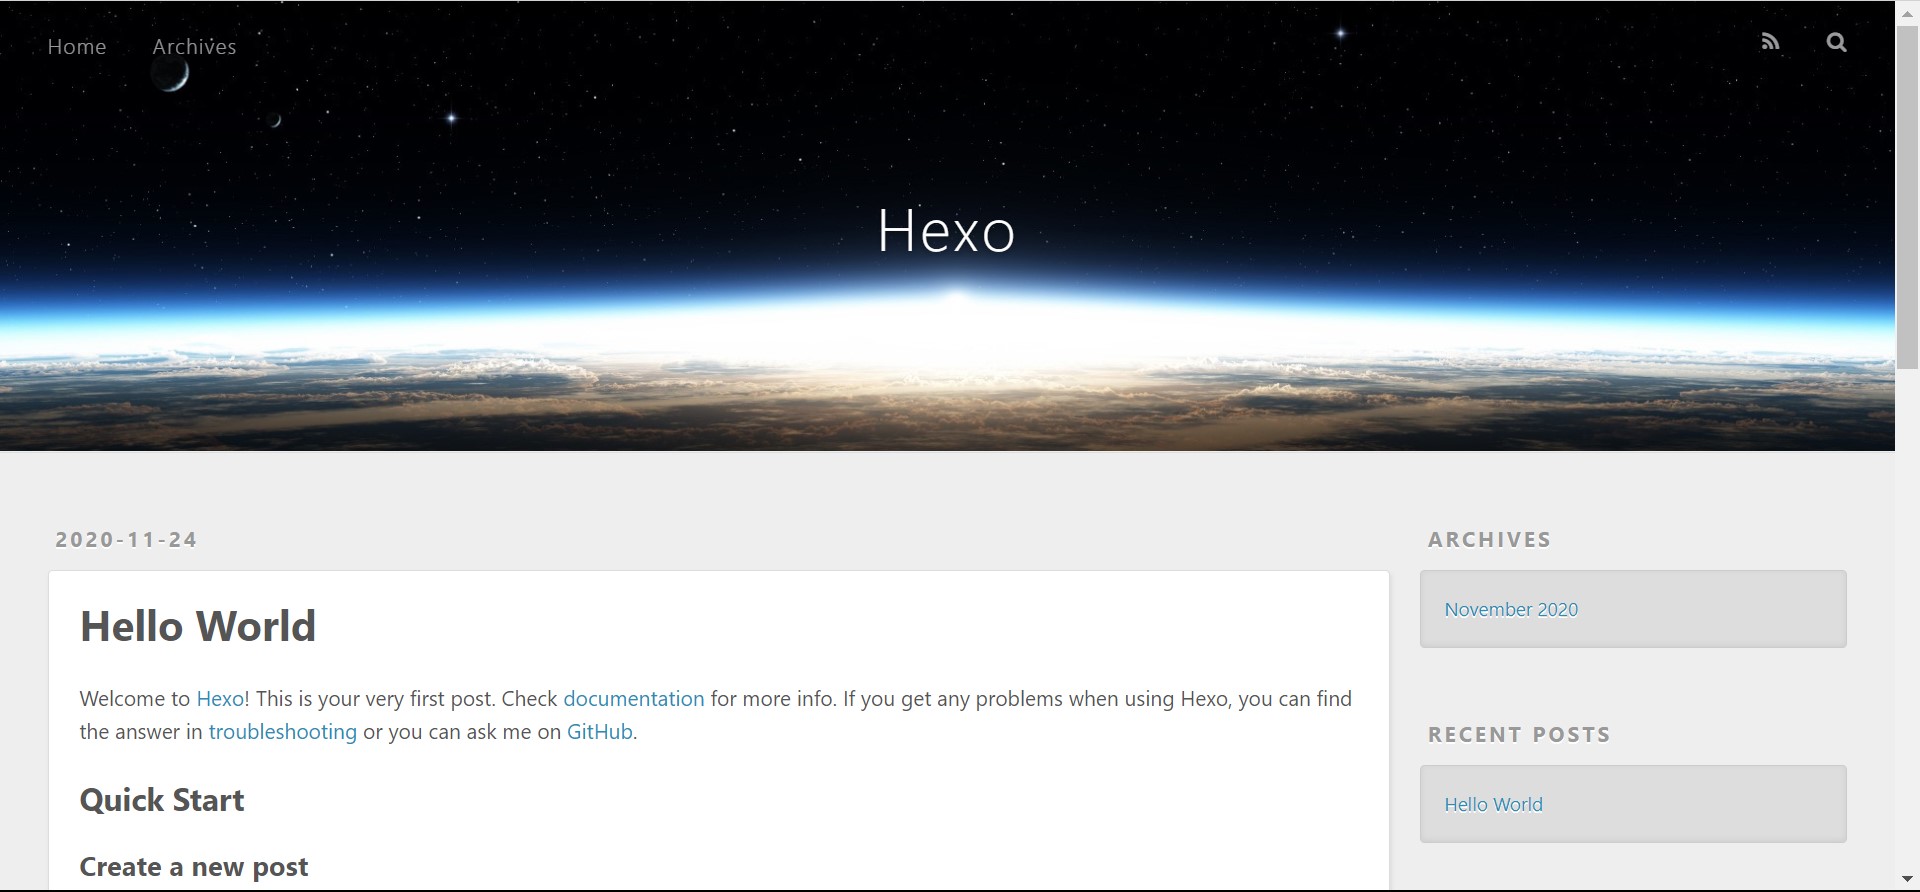 Home Archives
Hexo
2020-11-24
Hello World
Welcome to Hexo! This is your very first post. Check documentation for more info. If you get any problems when using Hexo, you can find
the answer in troubleshooting or you can ask me on GitHub.
Quick Start
Create a new post
ARCHIVES
November 2020
RECENT POSTS
Hello World